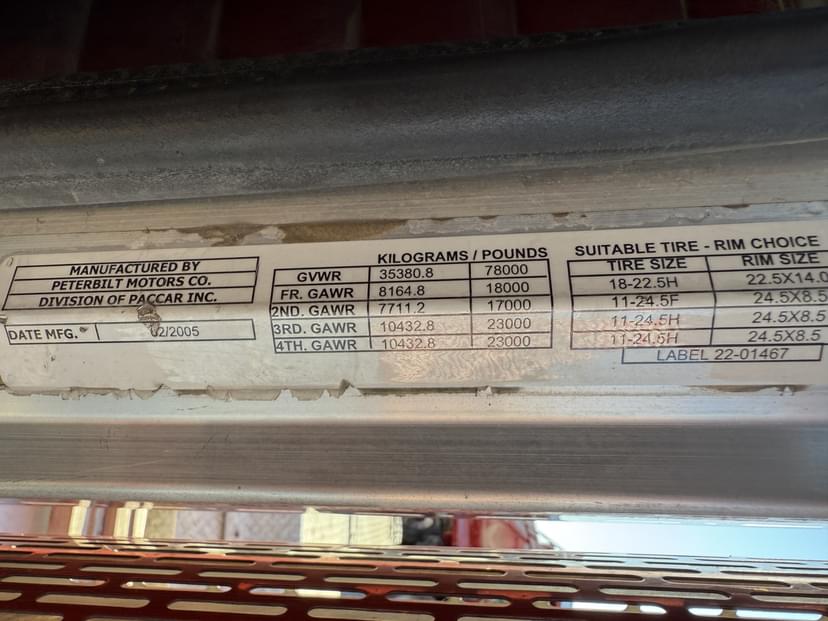 MANUFACTURED BY
PETERBILT MOTORS CO.
DIVISION OF PACCAR INC.
DATE MFG. 02/2005
KILOGRAMS / POUNDS
GVWR 35380.8 78000
FR. GAWR 8164.8 18000
2ND. GAWR 7711.2 17000
3RD. GAWR 10432.8 23000
4TH. GAWR 10432.8 23000
SUITABLE TIRE - RIM CHOICE
TIRE SIZE RIM SIZE
18-22.5H 22.5X14.0
11-24.5F 24.5X8.5
11-24.5H 24.5X8.5
11-24.5H 24.5X8.5
LABEL 22-01467